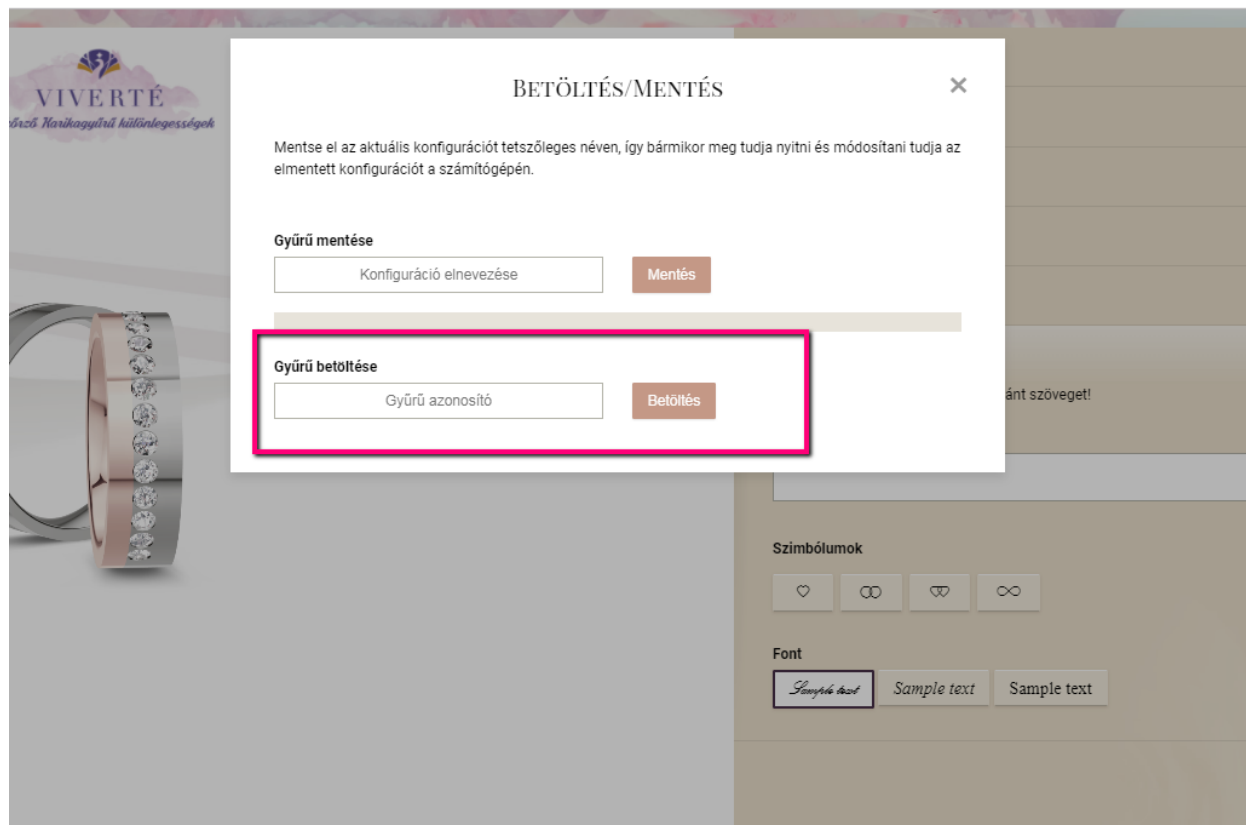 VIVERTÉ
Karikagyűrű különlegességek
Betöltés/Mentés
×
Mentse el az aktuális konfigurációt tetszőleges néven, így bármikor meg tudja nyitni és módosítani tudja az
elmentett konfigurációt a számítógépén.
Gyűrű mentése
Konfiguráció elnevezése
Mentés
Gyűrű betöltése
Gyűrű azonosító
Betöltés
ánt szöveget!
Szimbólumok
Font
Sample text
Sample text
Sample text